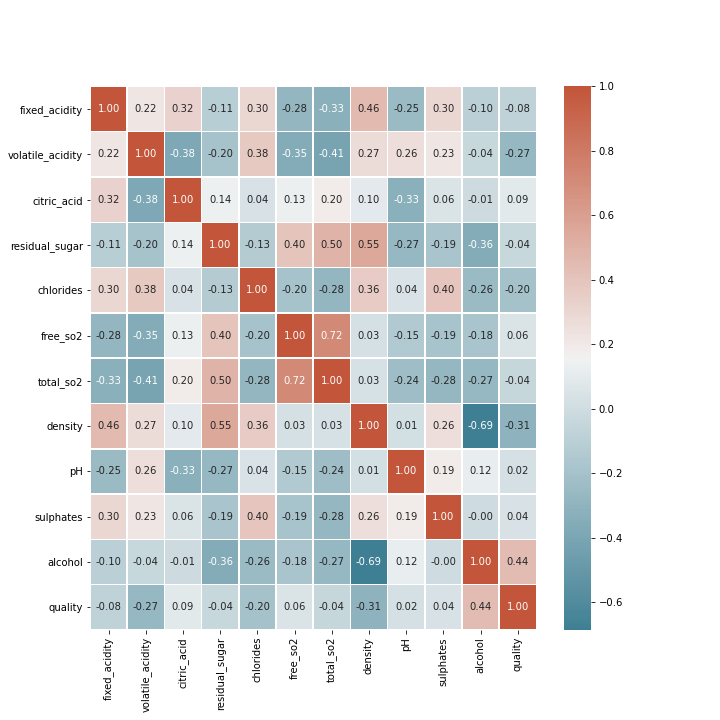 fixed_acidity 1.00 0.22 0.32 -0.11 0.30 -0.28 -0.33 0.46 -0.25 0.30 -0.10 -0.08
volatile_acidity 0.22 1.00 -0.38 -0.20 0.38 -0.35 -0.41 0.27 0.26 0.23 -0.04 -0.27
citric_acid 0.32 -0.38 1.00 0.14 0.04 0.13 0.20 0.10 -0.33 0.06 -0.01 0.09
residual_sugar -0.11 -0.20 0.14 1.00 -0.13 0.40 0.50 0.55 -0.27 -0.19 -0.36 -0.04
chlorides 0.30 0.38 0.04 -0.13 1.00 -0.20 -0.28 0.36 0.04 0.40 -0.26 -0.20
free_so2 -0.28 -0.35 0.13 0.40 -0.20 1.00 0.72 0.03 -0.15 -0.19 -0.18 0.06
total_so2 -0.33 -0.41 0.20 0.50 -0.28 0.72 1.00 0.03 -0.24 -0.28 -0.27 -0.04
density 0.46 0.27 0.10 0.55 0.36 0.03 0.03 1.00 0.01 0.26 -0.69 -0.31
pH -0.25 0.26 -0.33 -0.27 0.04 -0.15 -0.24 0.01 1.00 0.19 0.12 0.02
sulphates 0.30 0.23 0.06 -0.19 0.40 -0.19 -0.28 0.26 0.19 1.00 -0.00 0.04
alcohol -0.10 -0.04 -0.01 -0.36 -0.26 -0.18 -0.27 -0.69 0.12 -0.00 1.00 0.44
quality -0.08 -0.27 0.09 -0.04 -0.20 0.06 -0.04 -0.31 0.02 0.04 0.44 1.00
fixed_acidity
volatile_acidity
citric_acid
residual_sugar
chlorides
free_so2
total_so2
density
pH
sulphates
alcohol
quality
1.0
0.8
0.6
0.4
0.2
0.0
−0.2
−0.4
−0.6